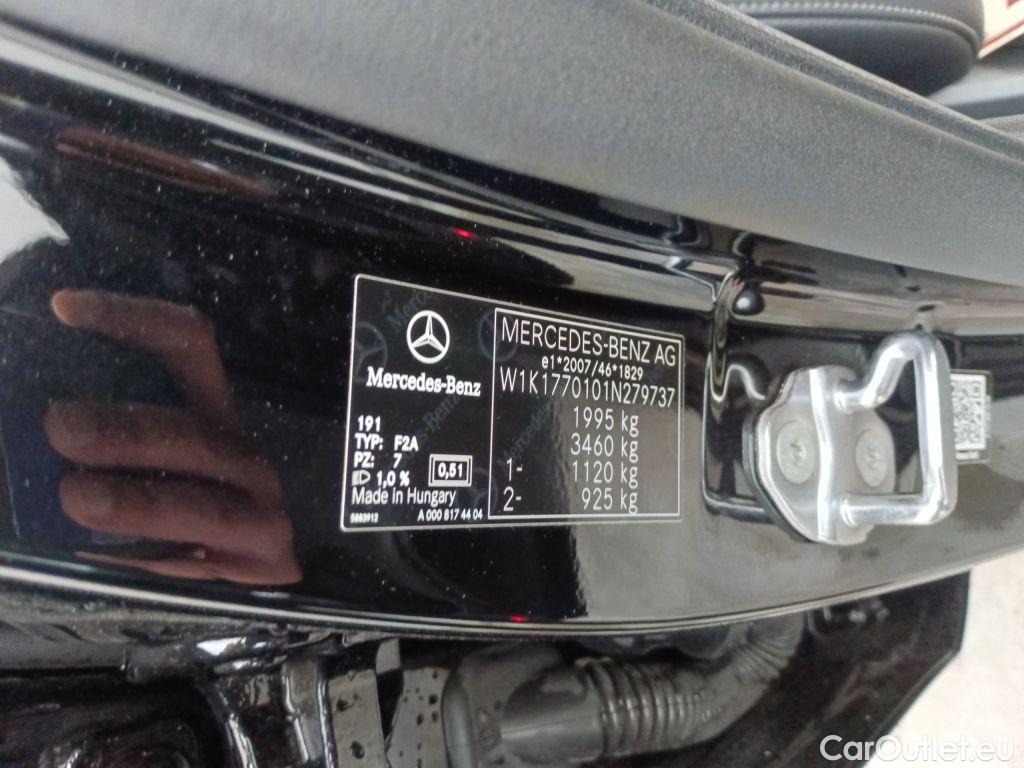 Mercedes-Benz
191
TYP: F2A
PZ: 7
1,0 %
0,51
Made in Hungary
5883912
A 000 817 44 04
MERCEDES-BENZ AG
e1*2007/46*1829
W1K1770101N279737
1995 kg
3460 kg
1- 1120 kg
2- 925 kg
CarOutlet.eu